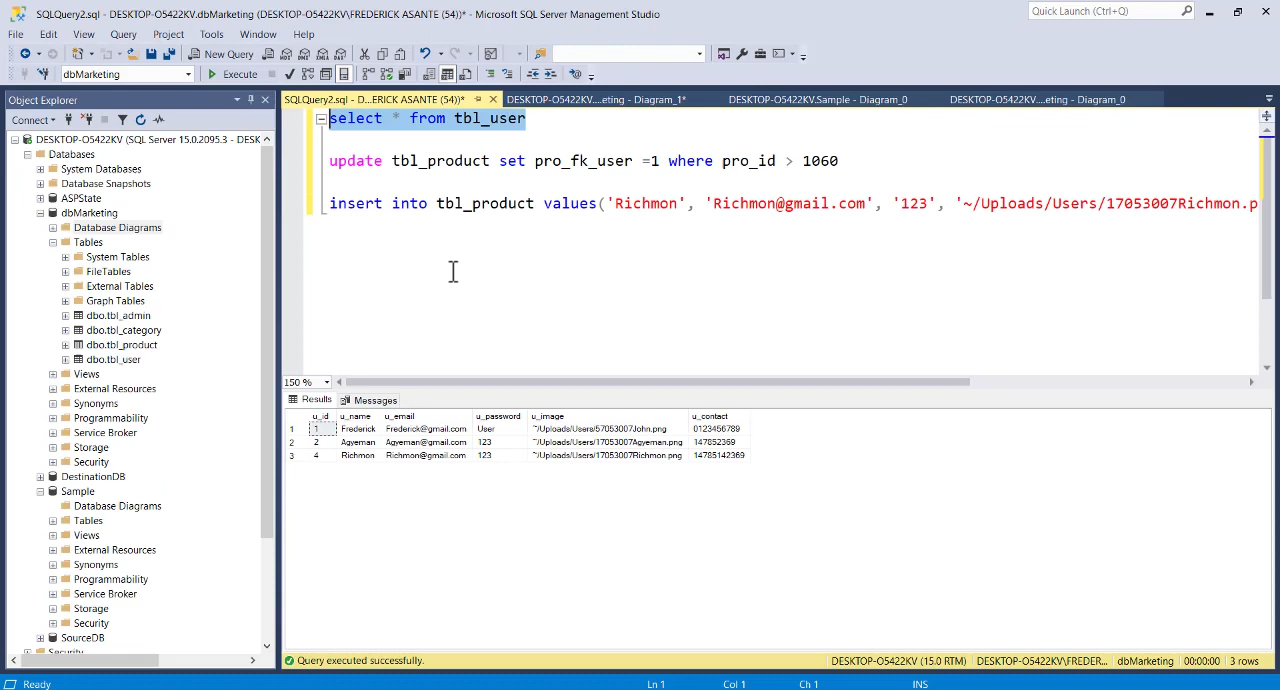 SQLQuery2.sql - DESKTOP-O5422KV.dbMarketing (DESKTOP-O5422KV\FREDERICK ASANTE (54))* - Microsoft SQL Server Management Studio
Quick Launch (Ctrl+Q)
File Edit View Query Project Tools Window Help
New Query
dbMarketing
Execute
Object Explorer
SQLQuery2.sql - D...ERICK ASANTE (54))*
DESKTOP-O5422KV....eting - Diagram_1*
DESKTOP-O5422KV.Sample - Diagram_0
DESKTOP-O5422KV....eting - Diagram_0
Connect
DESKTOP-O5422KV (SQL Server 15.0.2095.3 - DESK
Databases
System Databases
Database Snapshots
ASPState
dbMarketing
Database Diagrams
Tables
System Tables
FileTables
External Tables
Graph Tables
dbo.tbl_admin
dbo.tbl_category
dbo.tbl_product
dbo.tbl_user
Views
External Resources
Synonyms
Programmability
Service Broker
Storage
Security
DestinationDB
Sample
Database Diagrams
Tables
Views
External Resources
Synonyms
Programmability
Service Broker
Storage
Security
SourceDB
select * from tbl_user
update tbl_product set pro_fk_user =1 where pro_id > 1060
insert into tbl_product values('Richmon', 'Richmon@gmail.com', '123', '~/Uploads/Users/17053007Richmon.p
150 %
Results Messages
u_id u_name u_email u_password u_image u_contact
1 1 Frederick Frederick@gmail.com User ~/Uploads/Users/57053007John.png 0123456789
2 2 Agyeman Agyeman@gmail.com 123 ~/Uploads/Users/17053007Agyeman.png 147852369
3 4 Richmon Richmon@gmail.com 123 ~/Uploads/Users/17053007Richmon.png 14785142369
Query executed successfully.
DESKTOP-O5422KV (15.0 RTM) DESKTOP-O5422KV\FREDER... dbMarketing 00:00:00 3 rows
Ready
Ln 1 Col 1 Ch 1 INS